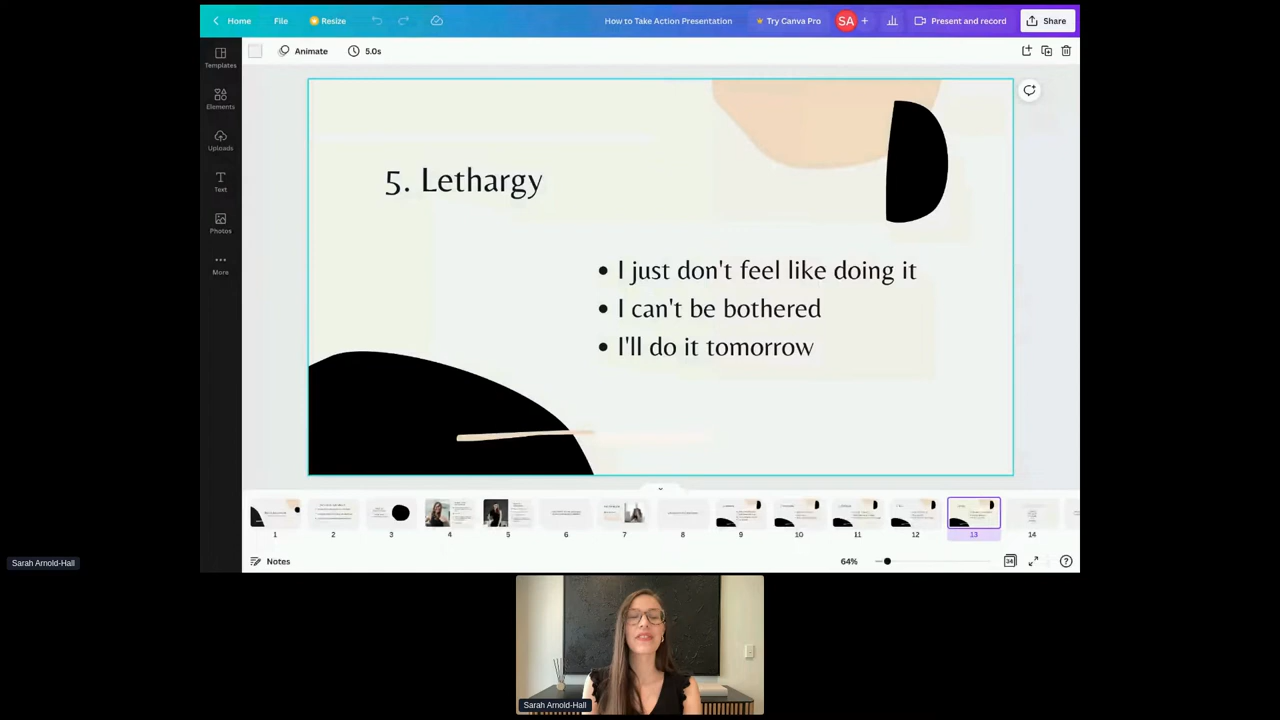 Home File Resize How to Take Action Presentation Try Canva Pro SA + Present and record Share
Animate 5.0s
Templates
Elements
Uploads
Text
Photos
More
5. Lethargy
• I just don't feel like doing it
• I can't be bothered
• I'll do it tomorrow
1 2 3 4 5 6 7 8 9 10 11 12 13 14
Notes 64% 34 ?
Sarah Arnold-Hall
Sarah Arnold-Hall